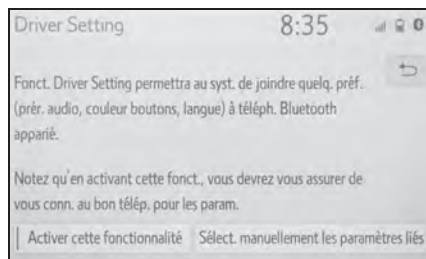 Driver Setting 8:35
Fonct. Driver Setting permettra au syst. de joindre quelq. préf.
(prér. audio, couleur boutons, langue) à téléph. Bluetooth
apparié.
Notez qu'en activant cette fonct., vous devrez vous assurer de
vous conn. au bon télép. pour les param.
Activer cette fonctionnalité Sélect. manuellement les paramètres liés